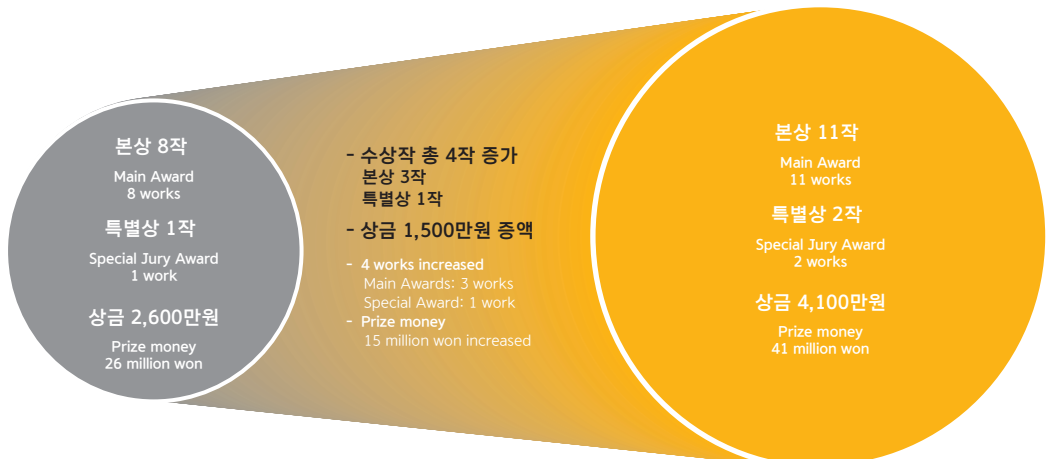 본상 8작
Main Award
8 works
특별상 1작
Special Jury Award
1 work
상금 2,600만원
Prize money
26 million won
- 수상작 총 4작 증가
본상 3작
특별상 1작
- 상금 1,500만원 증액
- 4 works increased
Main Awards: 3 works
Special Award: 1 work
- Prize money
15 million won increased
본상 11작
Main Award
11 works
특별상 2작
Special Jury Award
2 works
상금 4,100만원
Prize money
41 million won